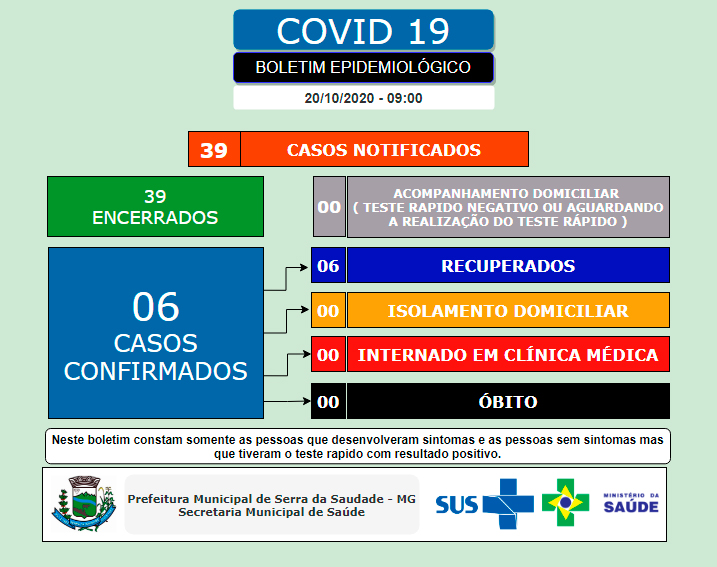 COVID 19
BOLETIM EPIDEMIOLÓGICO
20/10/2020 - 09:00
39 CASOS NOTIFICADOS
39
ENCERRADOS
00
ACOMPANHAMENTO DOMICILIAR
( TESTE RAPIDO NEGATIVO OU AGUARDANDO
A REALIZAÇÃO DO TESTE RÁPIDO )
06
CASOS
CONFIRMADOS
06 RECUPERADOS
00 ISOLAMENTO DOMICILIAR
00 INTERNADO EM CLÍNICA MÉDICA
00 ÓBITO
Neste boletim constam somente as pessoas que desenvolveram sintomas e as pessoas sem sintomas mas
que tiveram o teste rapido com resultado positivo.
Prefeitura Municipal de Serra da Saudade - MG
Secretaria Municipal de Saúde
SUS
MINISTÉRIO DA
SAÚDE